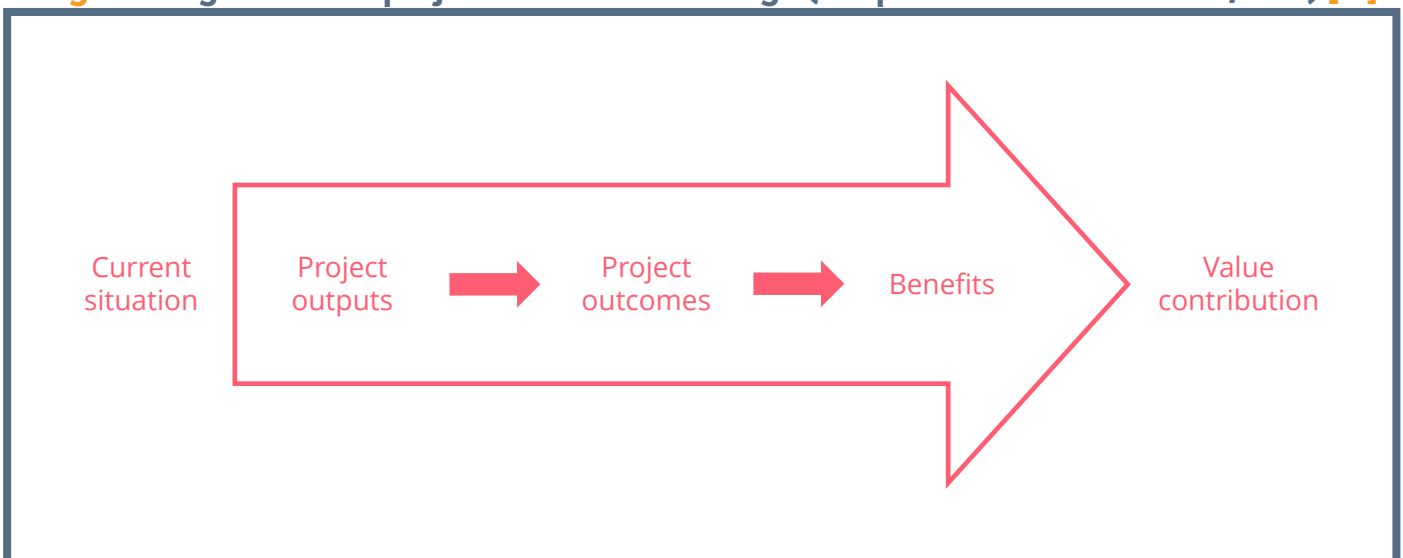 Current
situation
Project
outputs
Project
outcomes
Benefits
Value
contribution